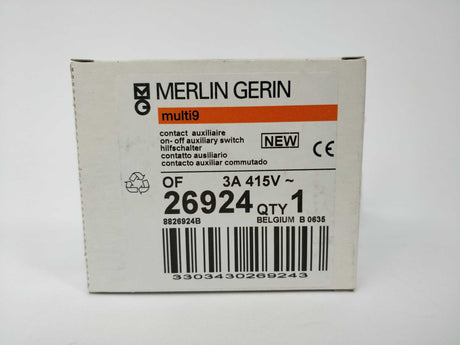 MERLIN GERIN
multi9
contact auxiliaire
on- off auxiliary switch
hilfschalter
contatto ausiliario
contacto auxiliar commutado
NEW
CE
OF 3A 415V ~
26924 QTY 1
8826924B BELGIUM B 0635
3303430269243